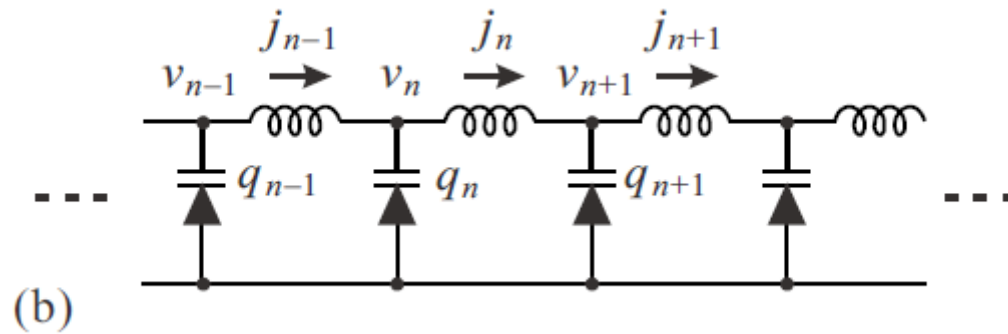 j_{n-1} j_n j_{n+1}
v_{n-1} v_n v_{n+1}
q_{n-1} q_n q_{n+1}
(b)